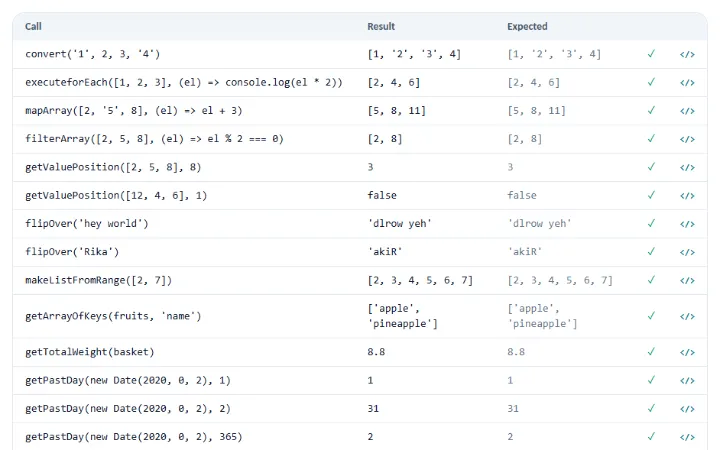 Call Result Expected
convert('1', 2, 3, '4') [1, '2', '3', 4] [1, '2', '3', 4] ✓ </>
executeforEach([1, 2, 3], (el) => console.log(el * 2)) [2, 4, 6] [2, 4, 6] ✓ </>
mapArray([2, '5', 8], (el) => el + 3) [5, 8, 11] [5, 8, 11] ✓ </>
filterArray([2, 5, 8], (el) => el % 2 === 0) [2, 8] [2, 8] ✓ </>
getValuePosition([2, 5, 8], 8) 3 3 ✓ </>
getValuePosition([12, 4, 6], 1) false false ✓ </>
flipOver('hey world') 'dlrow yeh' 'dlrow yeh' ✓ </>
flipOver('Rika') 'akiR' 'akiR' ✓ </>
makeListFromRange([2, 7]) [2, 3, 4, 5, 6, 7] [2, 3, 4, 5, 6, 7] ✓ </>
getArrayOfKeys(fruits, 'name') ['apple', 'pineapple'] ['apple', 'pineapple'] ✓ </>
getTotalWeight(basket) 8.8 8.8 ✓ </>
getPastDay(new Date(2020, 0, 2), 1) 1 1 ✓ </>
getPastDay(new Date(2020, 0, 2), 2) 31 31 ✓ </>
getPastDay(new Date(2020, 0, 2), 365) 2 2 ✓ </>